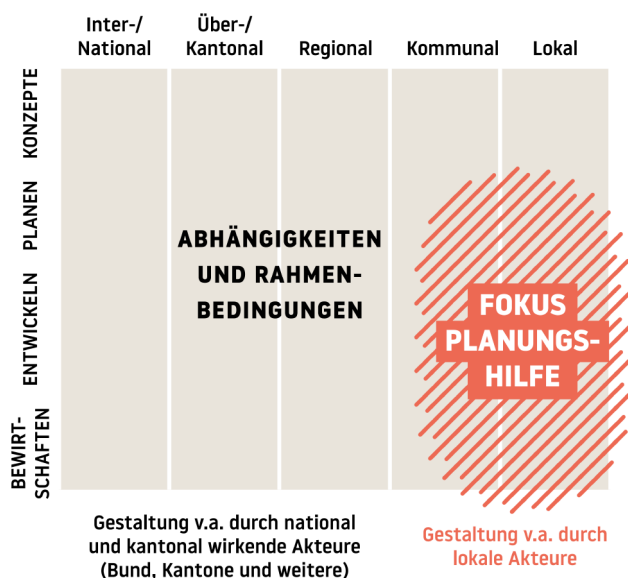 Inter-/
National
Über-/
Kantonal
Regional
Kommunal
Lokal
KONZEPTE
PLANEN
ENTWICKELN
BEWIRT-
SCHAFTEN
ABHÄNGIGKEITEN
UND RAHMEN-
BEDINGUNGEN
FOKUS
PLANUNGS-
HILFE
Gestaltung v.a. durch national
und kantonal wirkende Akteure
(Bund, Kantone und weitere)
Gestaltung v.a. durch
lokale Akteure